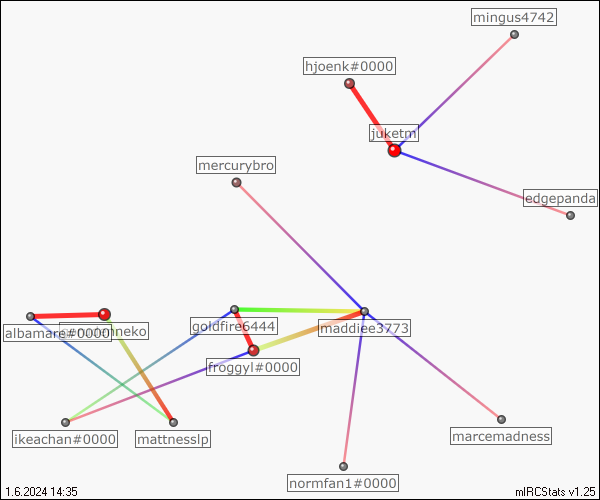 mingus4742
hjoenk#0000
juketm
mercurybro
edgepanda
albamare#0000
neko
goldfire6444
maddiee3773
froggyl#0000
ikeachan#0000
mattnesslp
marcemadness
normfan1#0000
1.6.2024 14:35
mIRCStats v1.25